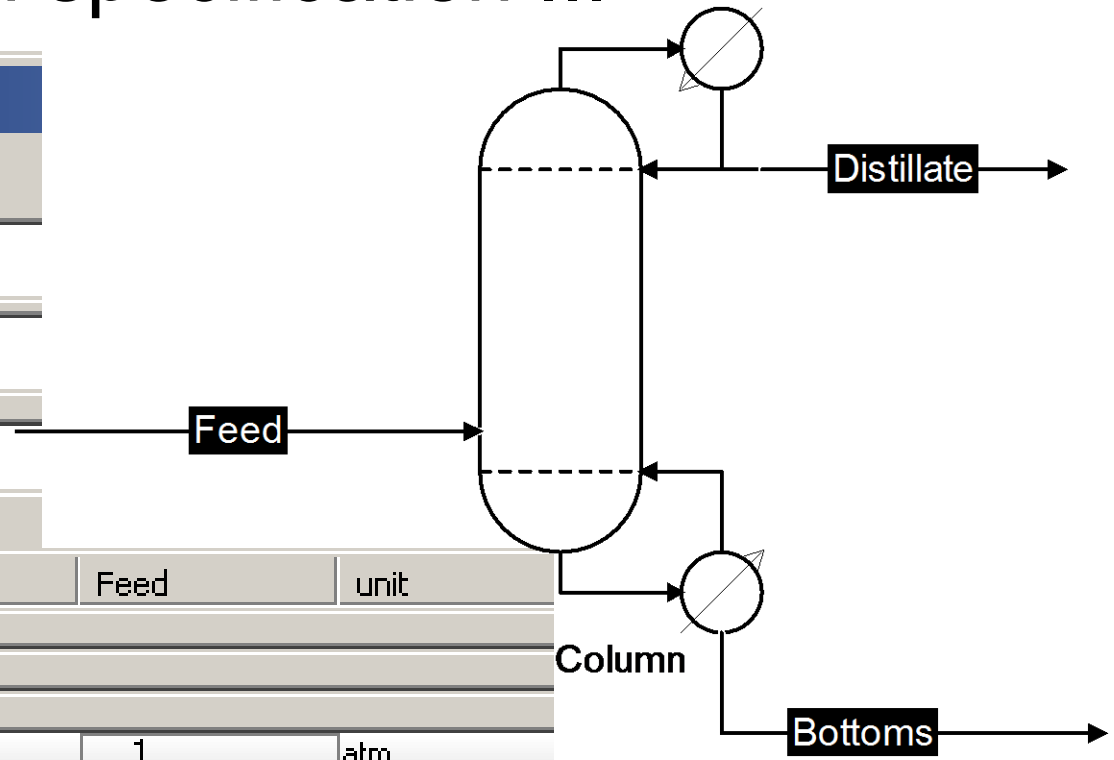 Distillate
Feed
Feed unit
Column
Bottoms
1 atm